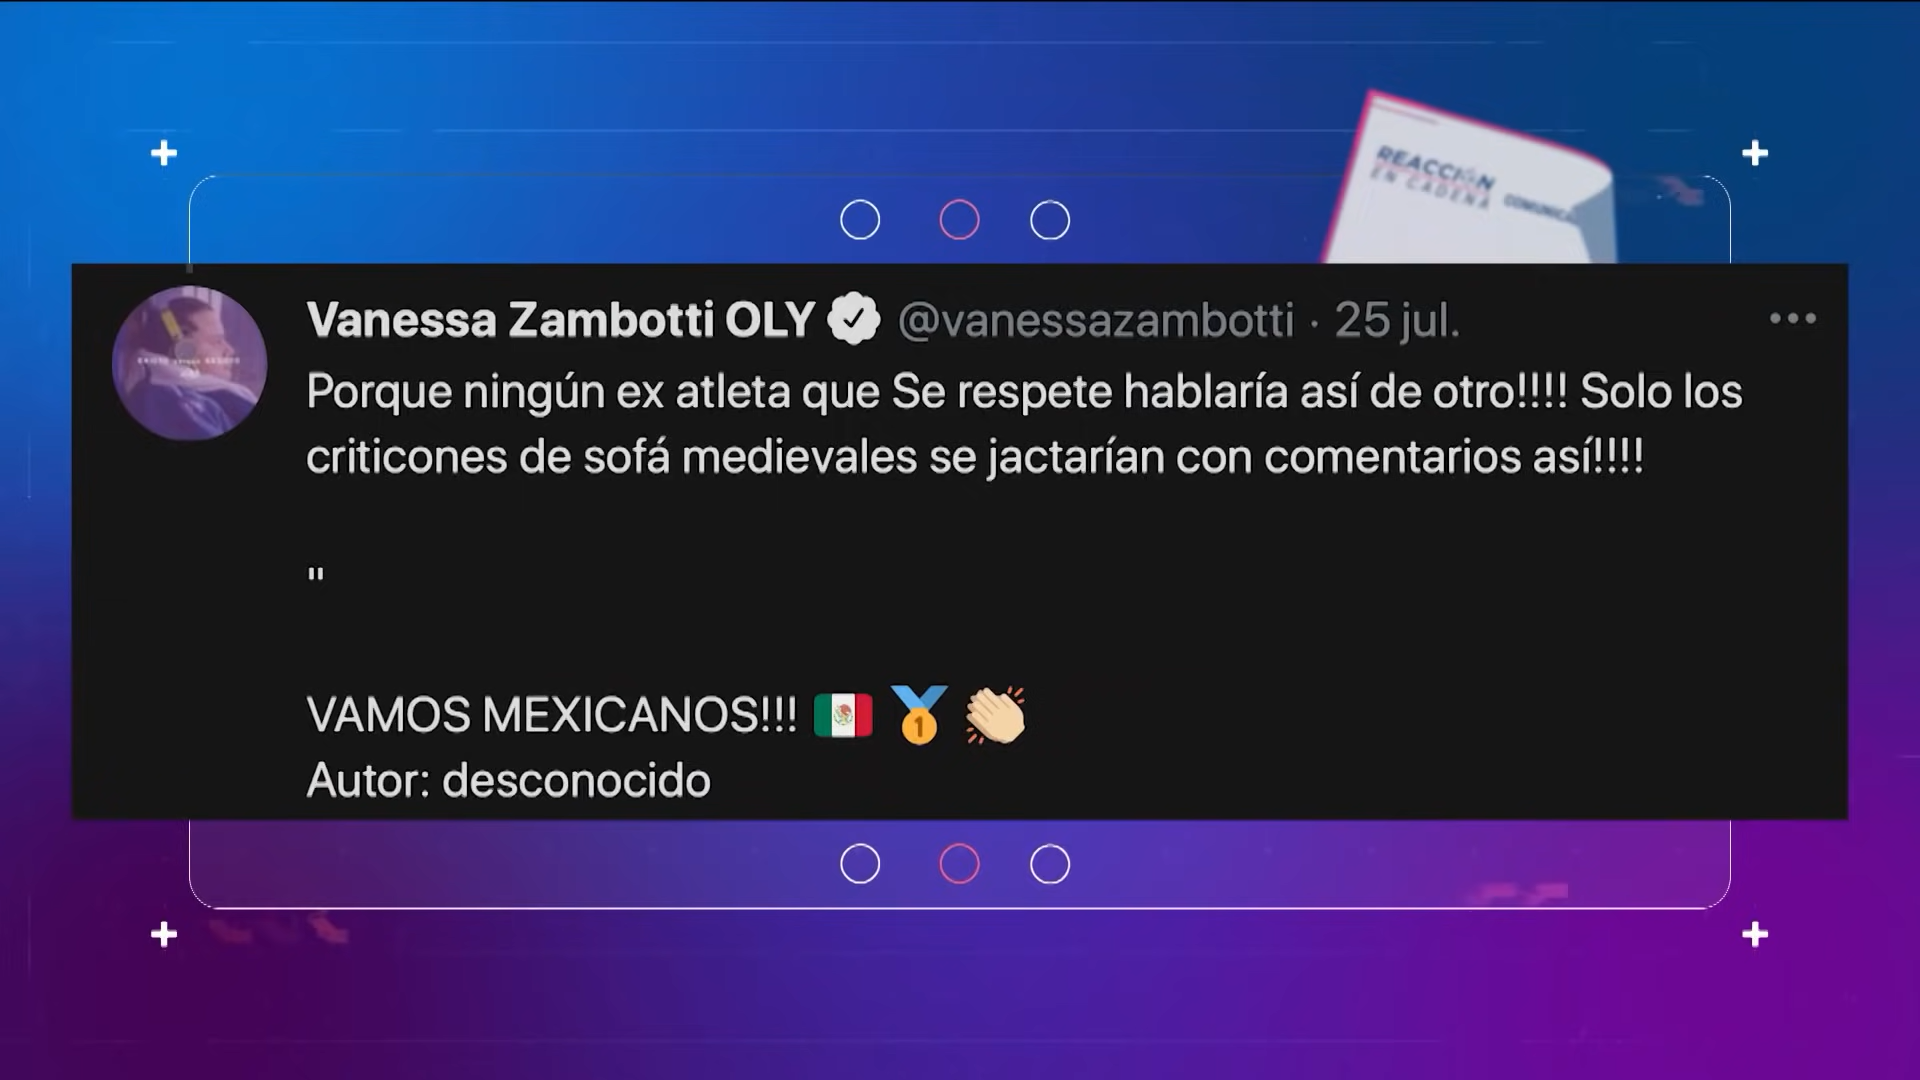 REACCIÓN
EN CADENA
Vanessa Zambotti OLY @vanessazambotti · 25 jul.
Porque ningún ex atleta que Se respete hablaría así de otro!!!! Solo los
criticones de sofá medievales se jactarían con comentarios así!!!!
"
VAMOS MEXICANOS!!! 🇲🇽 🥇 👏🏼
Autor: desconocido